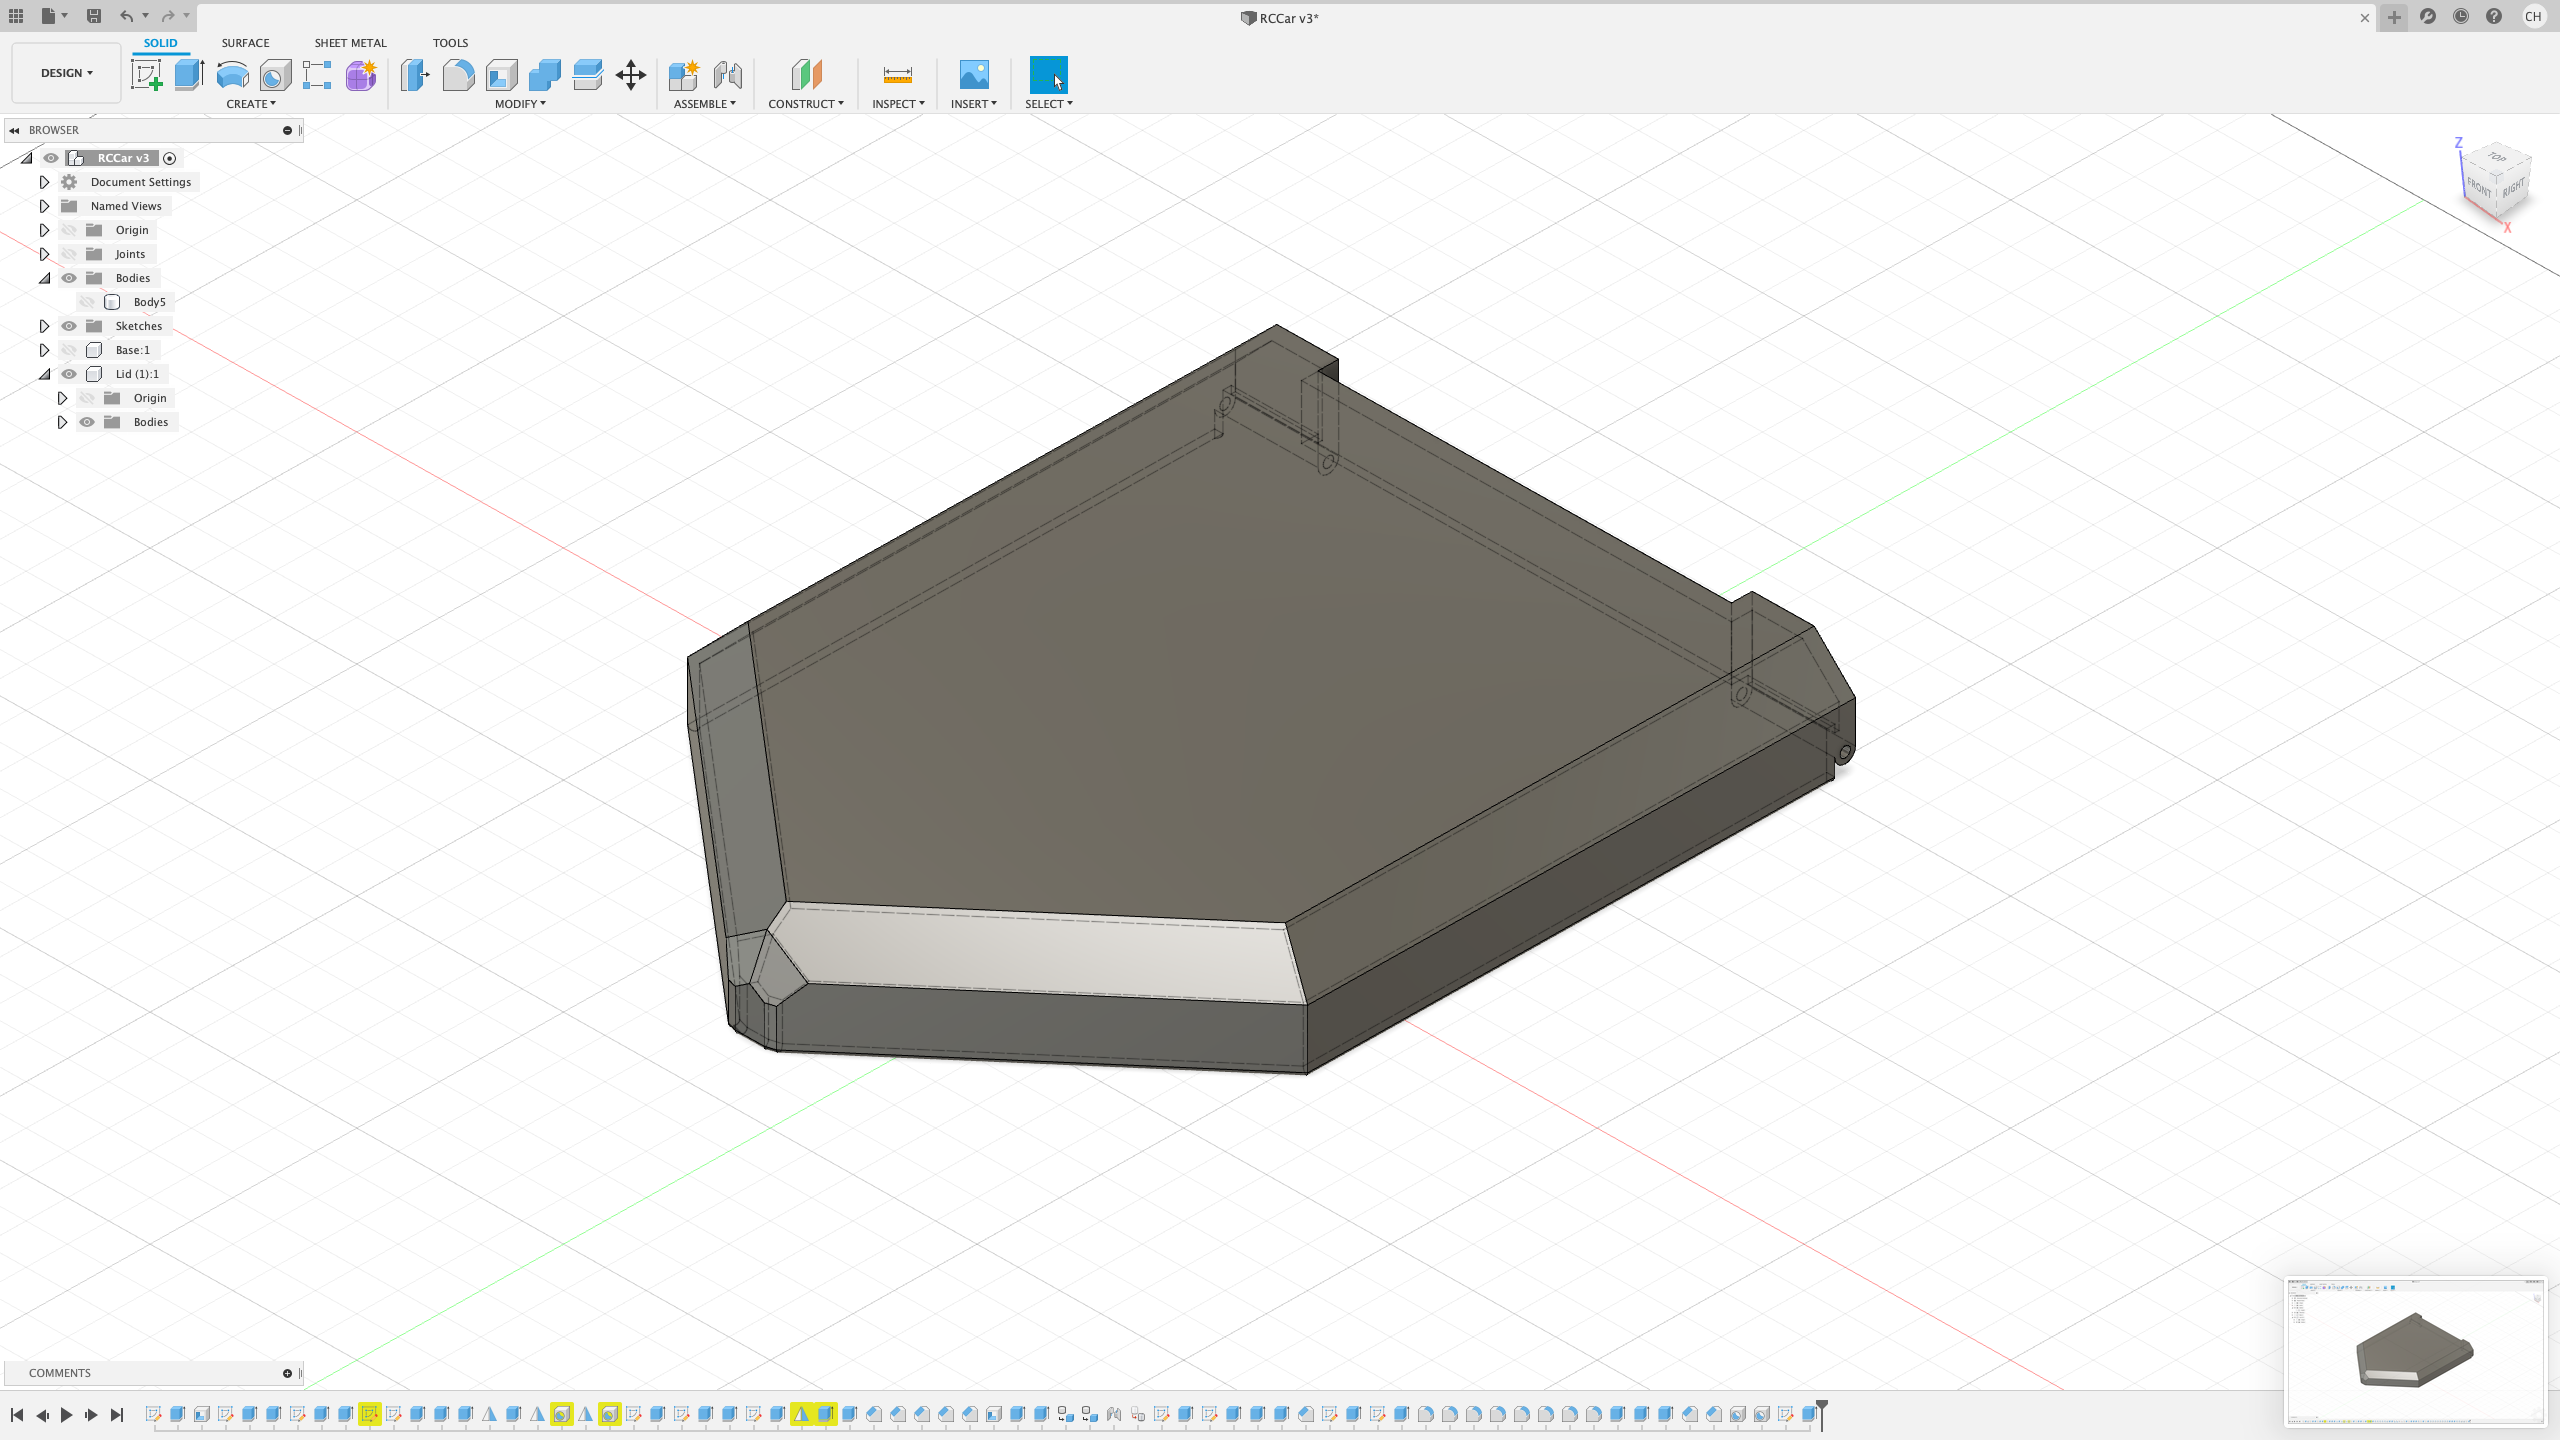 RCCar v3*
CH
SOLID SURFACE SHEET METAL TOOLS
DESIGN
CREATE MODIFY ASSEMBLE CONSTRUCT INSPECT INSERT SELECT
BROWSER
RCCar v3
Document Settings
Named Views
Origin
Joints
Bodies
Body5
Sketches
Base:1
Lid (1):1
Origin
Bodies
Z
TOP
FRONT RIGHT
X
COMMENTS